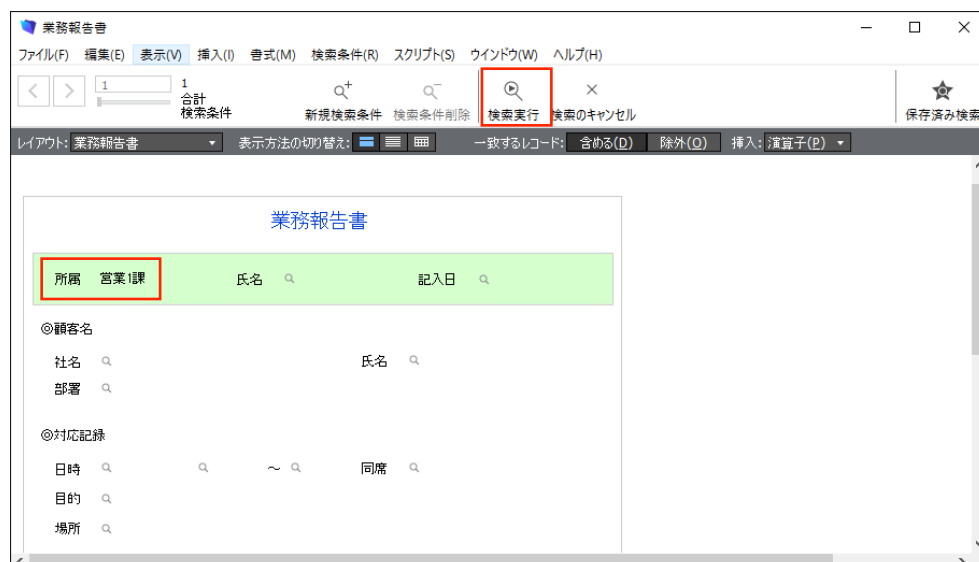 業務報告書
ファイル(F) 編集(E) 表示(V) 挿入(I) 書式(M) 検索条件(R) スクリプト(S) ウインドウ(W) ヘルプ(H)
1
1
合計
検索条件
新規検索条件 検索条件削除 検索実行 検索のキャンセル 保存済み検索
レイアウト: 業務報告書 表示方法の切り替え: 一致するレコード: 含める(D) 除外(O) 挿入: 演算子(P)
業務報告書
所属 営業1課 氏名 記入日
◎顧客名
社名 氏名
部署
◎対応記録
日時 ～ 同席
目的
場所